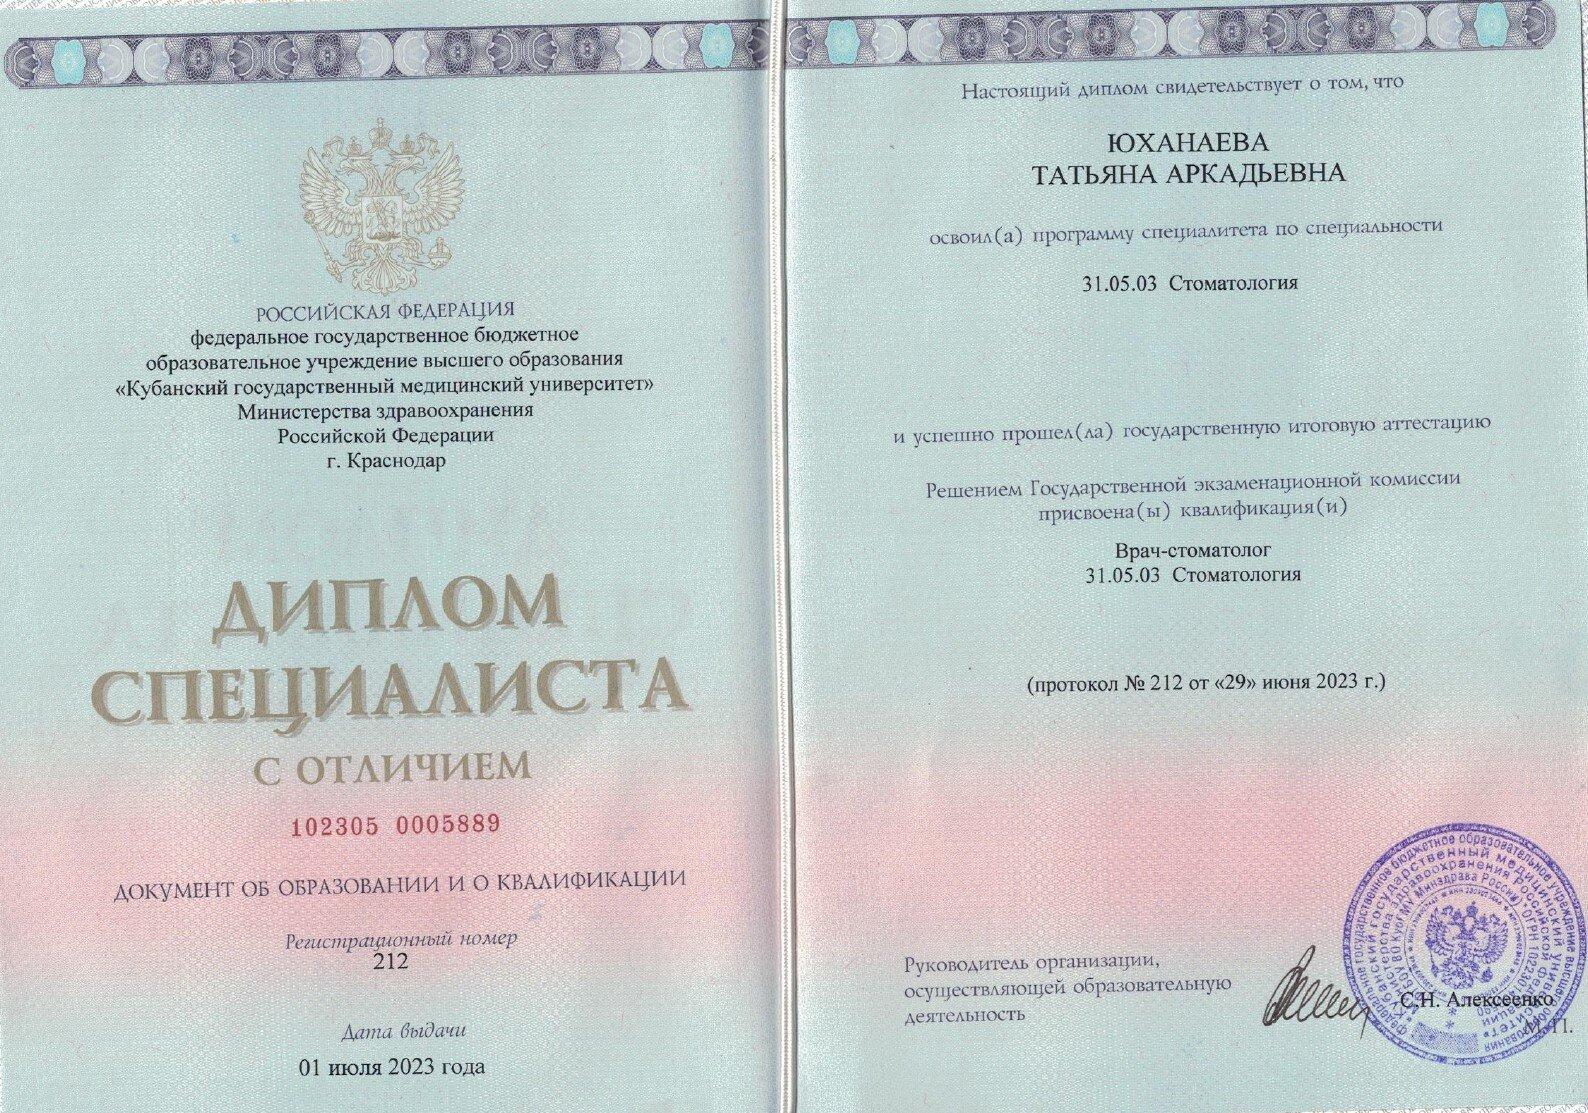 РОССИЙСКАЯ ФЕДЕРАЦИЯ
федеральное государственное бюджетное
образовательное учреждение высшего образования
«Кубанский государственный медицинский университет»
Министерства здравоохранения
Российской Федерации
г. Краснодар
ДИПЛОМ
СПЕЦИАЛИСТА
С ОТЛИЧИЕМ
102305 0005889
ДОКУМЕНТ ОБ ОБРАЗОВАНИИ И О КВАЛИФИКАЦИИ
Регистрационный номер
212
Дата выдачи
01 июля 2023 года
Настоящий диплом свидетельствует о том, что
ЮХАНАЕВА
ТАТЬЯНА АРКАДЬЕВНА
освоил(а) программу специалитета по специальности
31.05.03 Стоматология
и успешно прошел(ла) государственную итоговую аттестацию
Решением Государственной экзаменационной комиссии
присвоена(ы) квалификация(и)
Врач-стоматолог
31.05.03 Стоматология
(протокол № 212 от «29» июня 2023 г.)
Руководитель организации,
осуществляющей образовательную
деятельность
С.Н. Алексеенко
М.П.